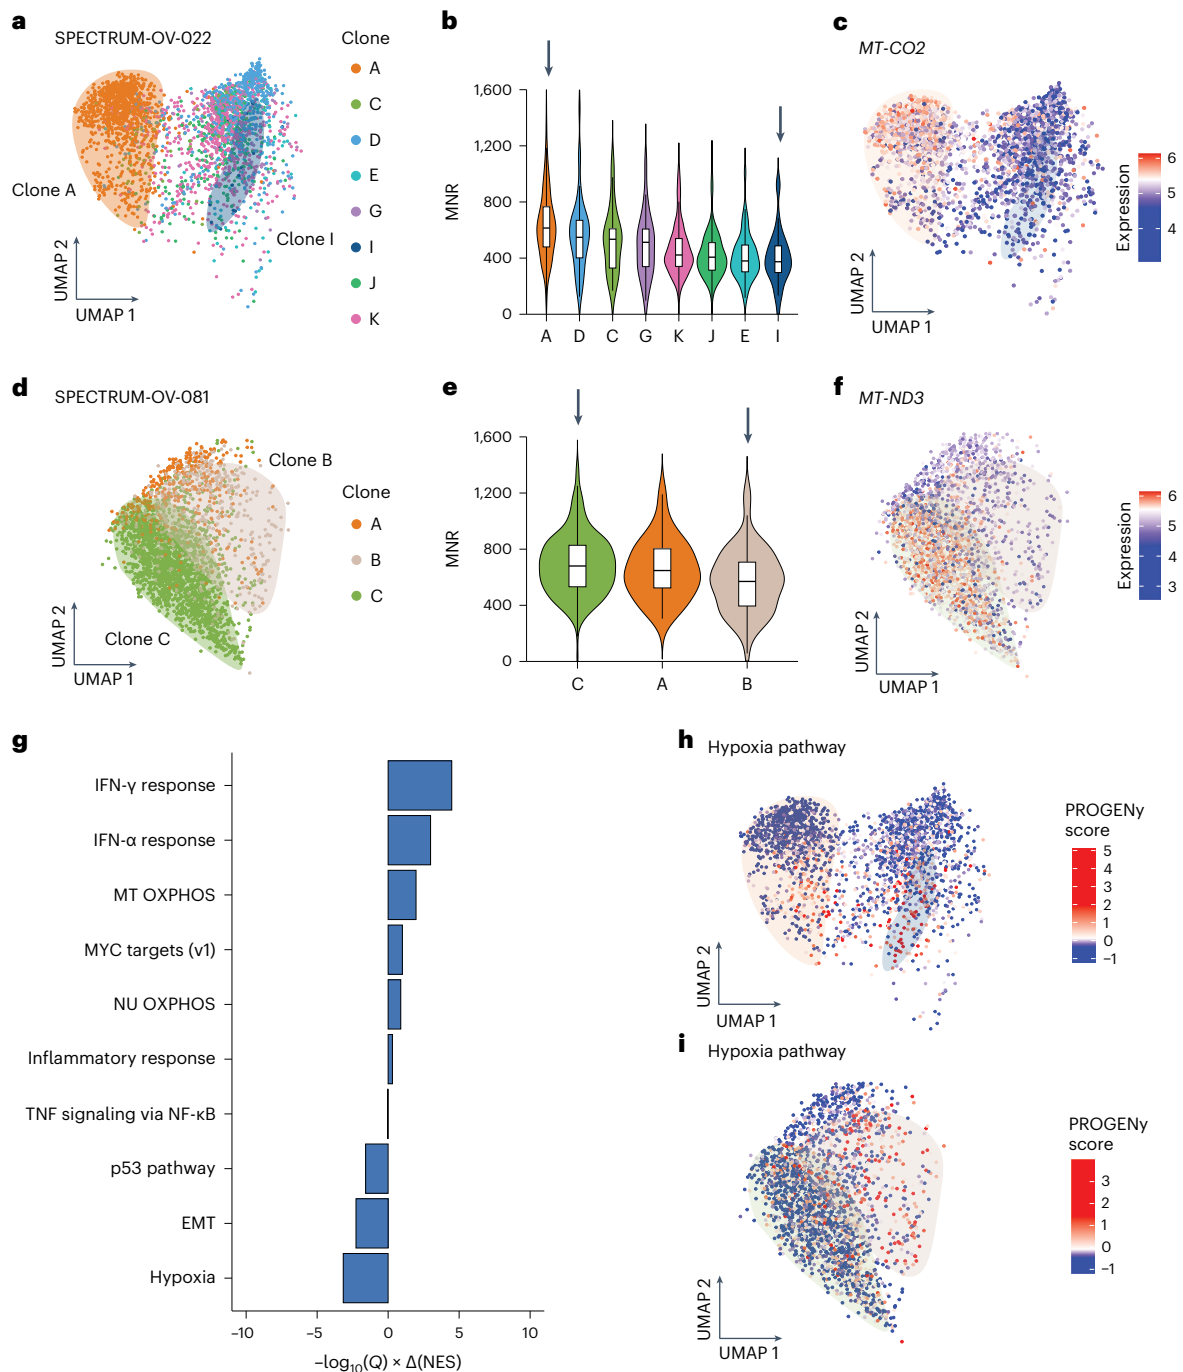 a
SPECTRUM-OV-022
Clone
A
C
D
E
G
I
J
K
Clone A
Clone I
UMAP 2
UMAP 1
b
MNR
1,600
1,200
800
400
0
A D C G K J E I
c
MT-CO2
Expression
6
5
4
UMAP 2
UMAP 1
d
SPECTRUM-OV-081
Clone B
Clone
A
B
C
Clone C
UMAP 2
UMAP 1
e
MNR
1,600
1,200
800
400
0
C A B
f
MT-ND3
Expression
6
5
4
3
UMAP 2
UMAP 1
g
IFN-γ response
IFN-α response
MT OXPHOS
MYC targets (v1)
NU OXPHOS
Inflammatory response
TNF signaling via NF-κB
p53 pathway
EMT
Hypoxia
–10 –5 0 5 10
–log10(Q) × Δ(NES)
h
Hypoxia pathway
PROGENy
score
5
4
3
2
1
0
–1
UMAP 2
UMAP 1
i
Hypoxia pathway
PROGENy
score
3
2
1
0
–1
UMAP 2
UMAP 1